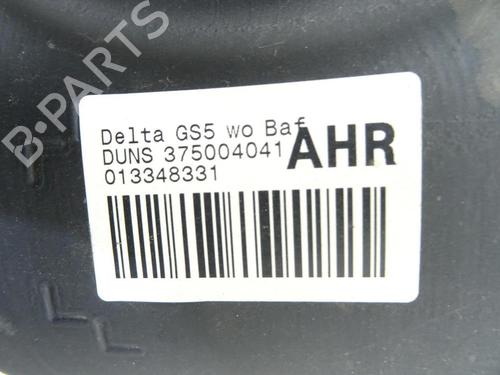 Delta GS5 wo Baf
DUNS 375004041
013348331
AHR
B-PARTS